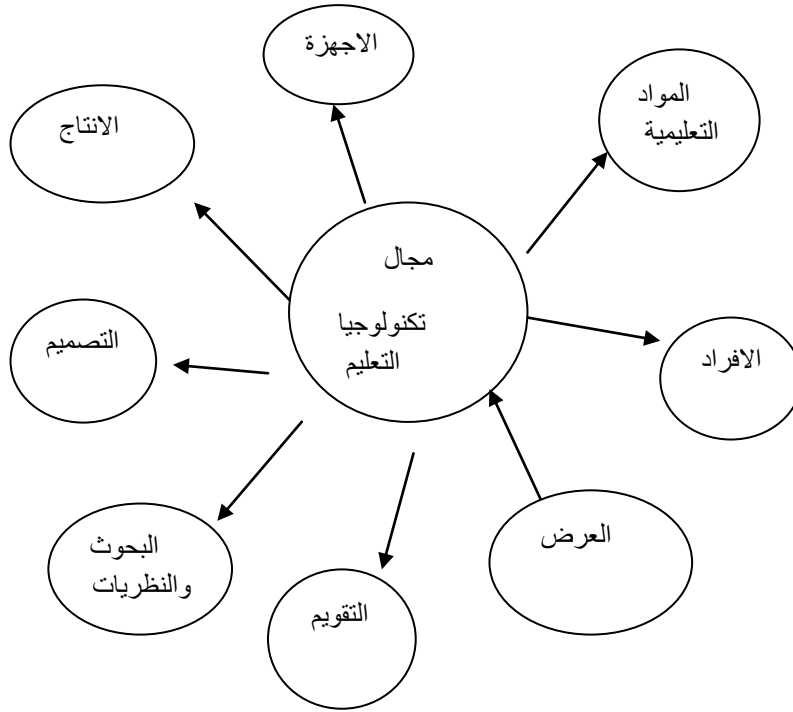 الاجهزة
المواد
التعليمية
الانتاج
مجال
تكنولوجيا
التعليم
التصميم
الافراد
البحوث
والنظريات
العرض
التقويم